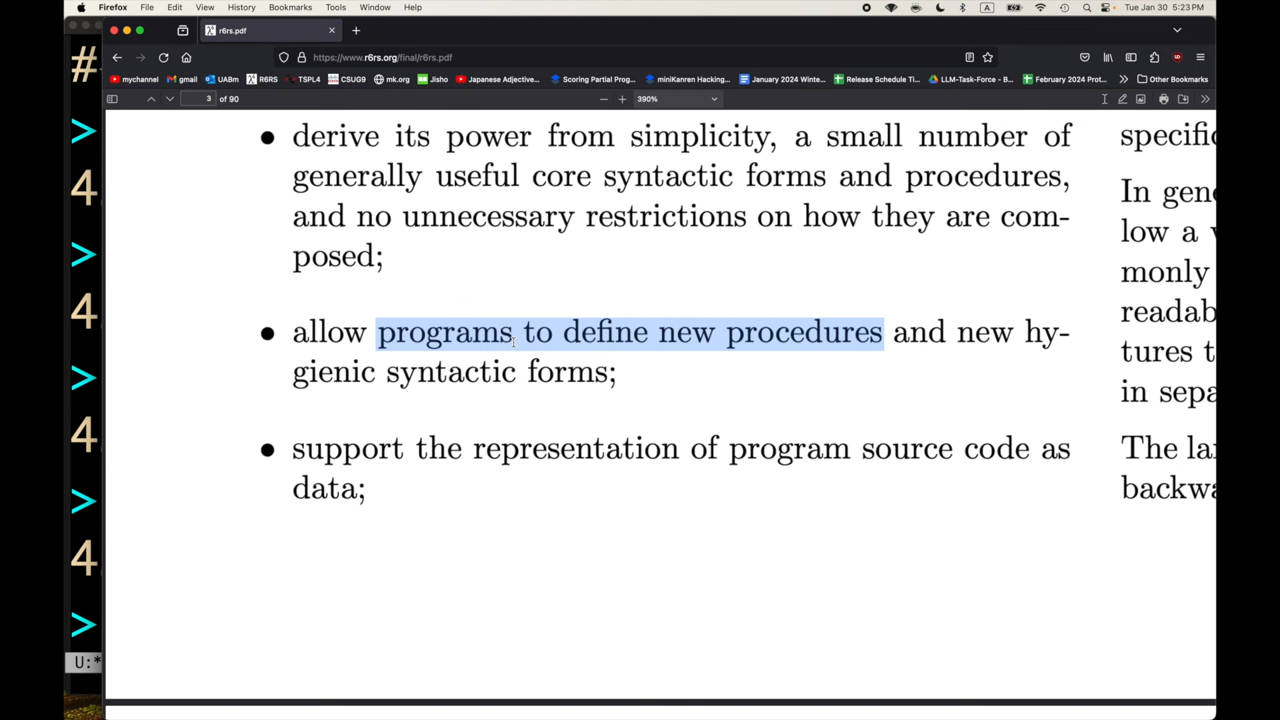 Firefox File Edit View History Bookmarks Tools Window Help A Tue Jan 30 5:23 PM
r6rs.pdf
https://www.r6rs.org/final/r6rs.pdf
mychannel gmail UABm R6RS TSPL4 CSUG9 mk.org Jisho Japanese Adjective... Scoring Partial Prog... miniKanren Hacking... January 2024 Winte... Release Schedule Ti... LLM-Task-Force - B... February 2024 Prot... Other Bookmarks
3 of 90 390%
#
>
4
>
4
>
4
>
4
>
U:*
• derive its power from simplicity, a small number of
generally useful core syntactic forms and procedures,
and no unnecessary restrictions on how they are com-
posed;
• allow programs to define new procedures and new hy-
gienic syntactic forms;
• support the representation of program source code as
data;
specific
In gene
low a v
monly
readab
tures t
in sepa
The lan
backwa